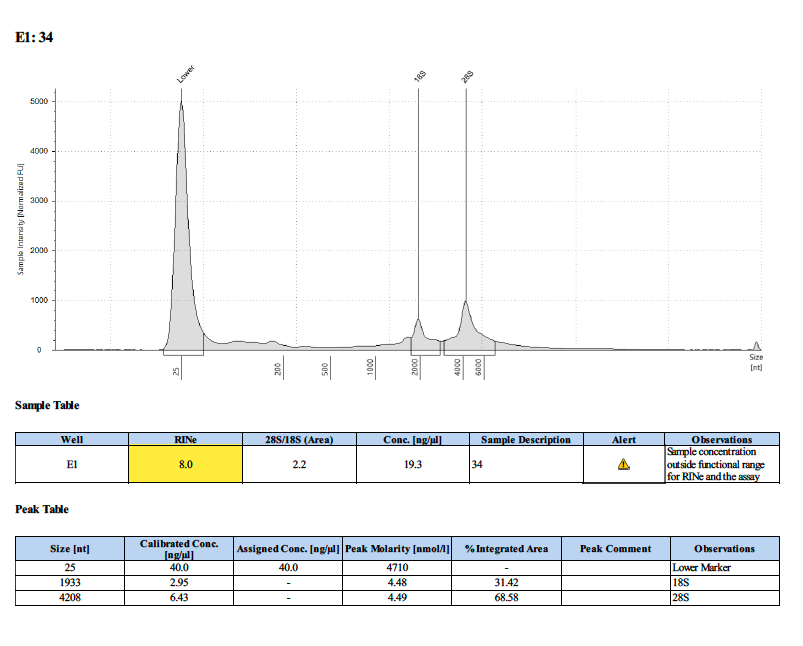 E1: 34
Lower
18S
28S
Sample Intensity [Normalized FU]
5000
4000
3000
2000
1000
0
25
200
500
1000
2000
4000
6000
Size
[nt]
Sample Table
Well RINe 28S/18S (Area) Conc. [ng/µl] Sample Description Alert Observations
E1 8.0 2.2 19.3 34 Sample concentration
outside functional range
for RINe and the assay
Peak Table
Size [nt] Calibrated Conc. [ng/µl] Assigned Conc. [ng/µl] Peak Molarity [nmol/l] % Integrated Area Peak Comment Observations
25 40.0 40.0 4710 - Lower Marker
1933 2.95 - 4.48 31.42 18S
4208 6.43 - 4.49 68.58 28S